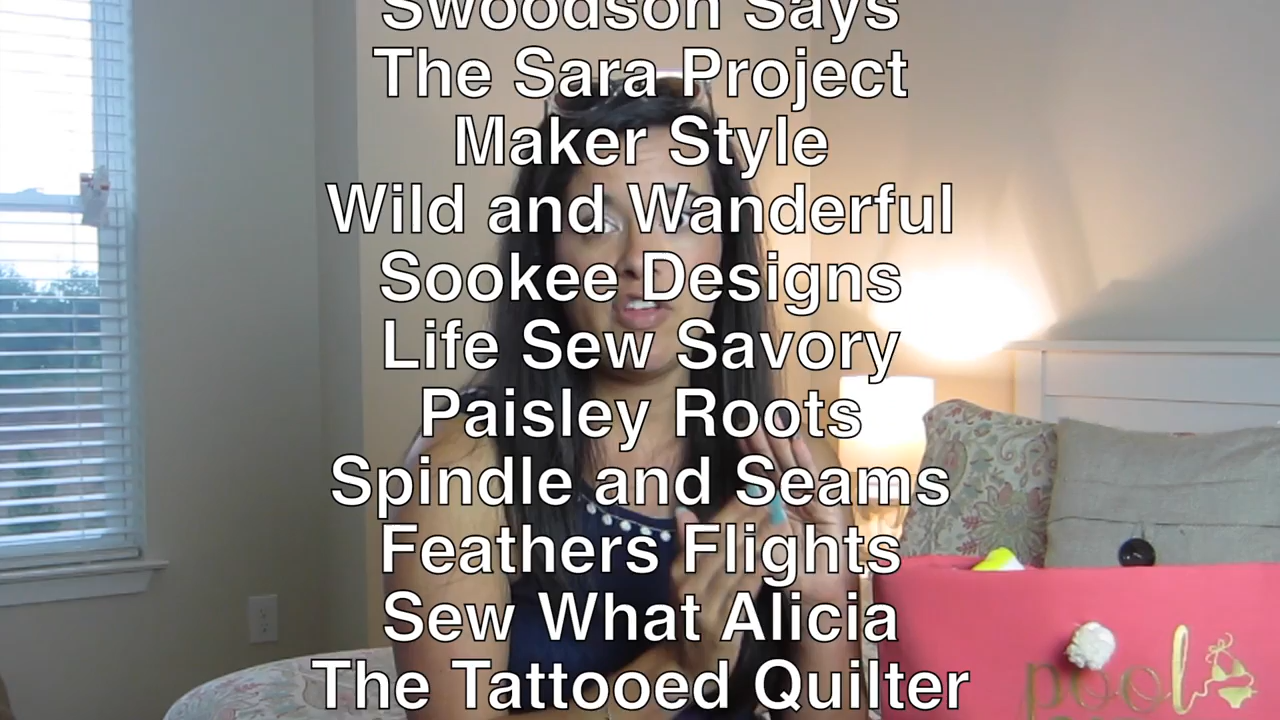 Swoodson Says
The Sara Project
Maker Style
Wild and Wanderful
Sookee Designs
Life Sew Savory
Paisley Roots
Spindle and Seams
Feathers Flights
Sew What Alicia
The Tattooed Quilter
pool